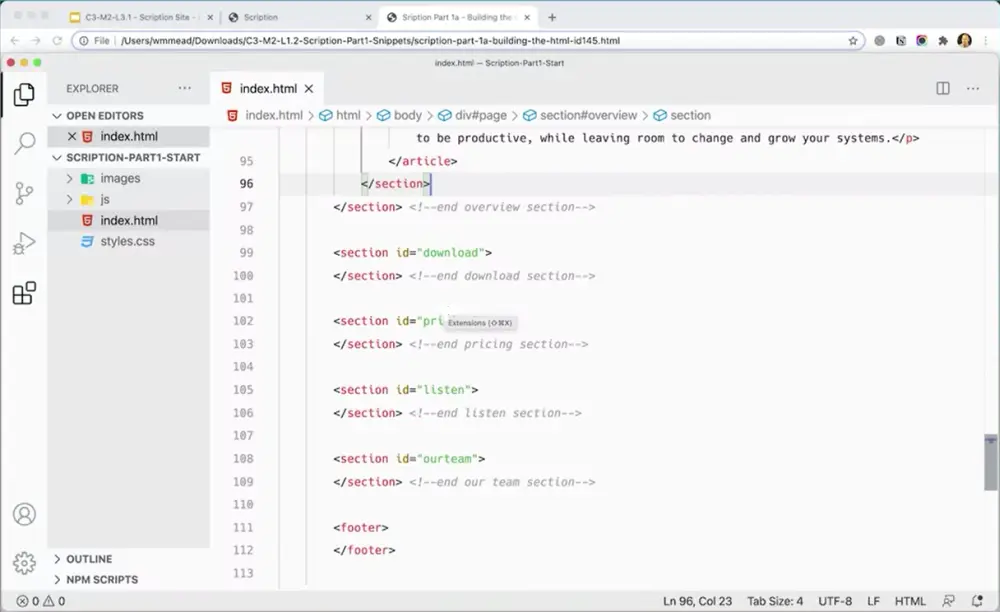 C3-M2-L3.1 - Scription Site -
Scription
Sription Part 1a - Building the
File
/Users/wmmead/Downloads/C3-M2-L1.2-Scription-Part1-Snippets/scription-part-1a-building-the-html-id145.html
index.html — Scription-Part1-Start
EXPLORER
index.html
index.html > html > body > div#page > section#overview > section
OPEN EDITORS
index.html
SCRIPTION-PART1-START
images
js
index.html
styles.css
to be productive, while leaving room to change and grow your systems.</p>
95 </article>
96 </section>
97 </section> <!--end overview section-->
98
99 <section id="download">
100 </section> <!--end download section-->
101
102 <section id="pri
Extensions (⇧⌘X)
103 </section> <!--end pricing section-->
104
105 <section id="listen">
106 </section> <!--end listen section-->
107
108 <section id="ourteam">
109 </section> <!--end our team section-->
110
111 <footer>
112 </footer>
113
OUTLINE
NPM SCRIPTS
0 0
Ln 96, Col 23 Tab Size: 4 UTF-8 LF HTML